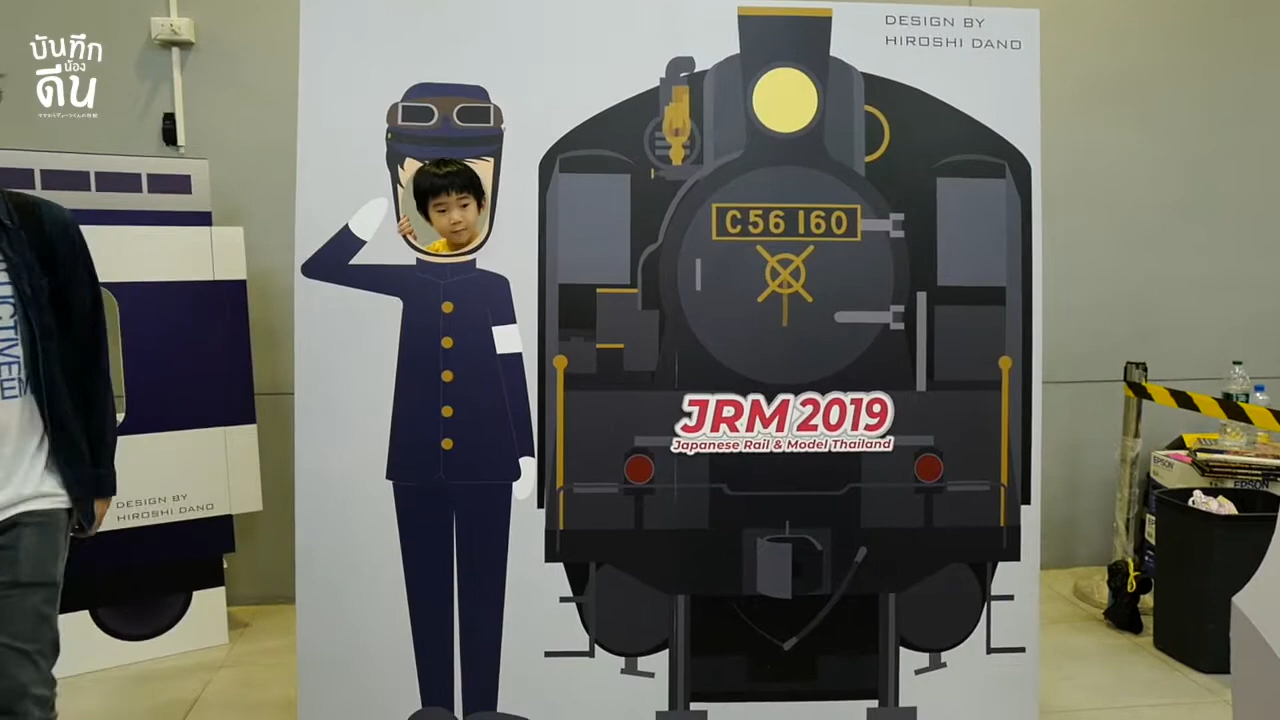 บันทึก
น้อง
ดีน
DESIGN BY
HIROSHI DANO
C56 160
JRM 2019
Japanese Rail & Model Thailand
DESIGN BY
HIROSHI DANO
EPSON
EPSON